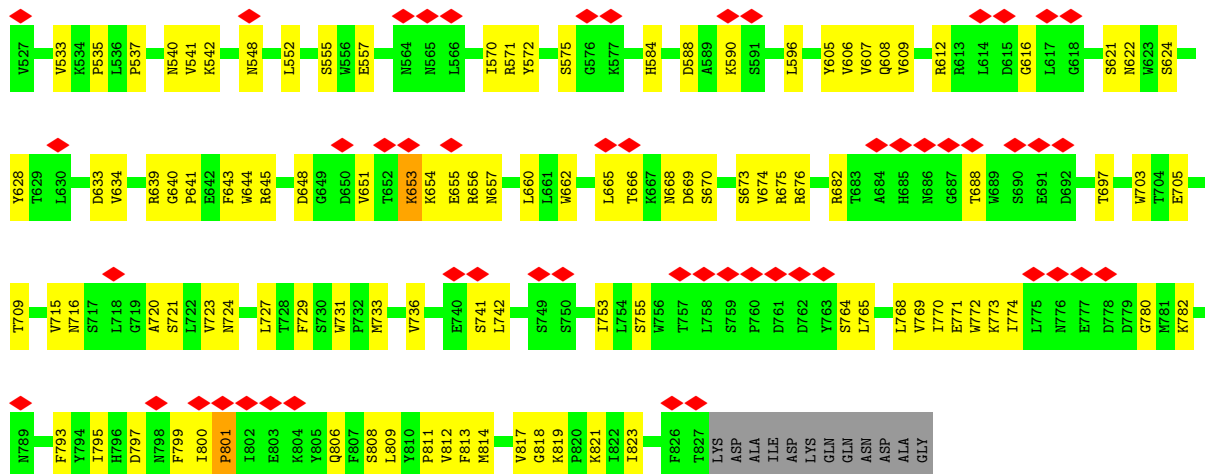 V527 V533 K534 P535 L536 P537 N540 V541 K542 N548 L552 S555 W556 E557 N564 N565 L566 I570 R571 Y572 S575 G576 K577 H584 D588 A589 K590 S591 L596 Y605 V606 V607 Q608 V609 R612 R613 L614 D615 G616 L617 G618 S621 N622 W623 S624
Y628 T629 L630 D633 V634 R639 G640 P641 E642 F643 W644 R645 D648 G649 D650 V651 T652 K653 K654 E655 R656 N657 L660 L661 W662 L665 T666 K667 N668 D669 S670 S673 V674 R675 R676 R682 T683 A684 H685 N686 G687 T688 W689 S690 E691 D692 T697 W703 T704 E705
T709 V715 N716 S717 L718 G719 A720 S721 L722 V723 N724 L727 T728 F729 S730 W731 P732 M733 V736 E740 S741 L742 S749 S750 I753 L754 S755 W756 T757 L758 S759 P760 D761 D762 Y763 S764 L765 L768 V769 I770 E771 W772 K773 I774 L775 N776 E777 D778 D779 G780 M781 K782
N789 F793 Y794 I795 H796 D797 N798 F799 I800 P801 I802 E803 K804 Y805 Q806 F807 S808 L809 Y810 P811 V812 F813 M814 V817 G818 K819 P820 K821 I822 I823 F826 T827 LYS ASP ALA ILE ASP LYS GLN GLN ASN ASP ALA GLY